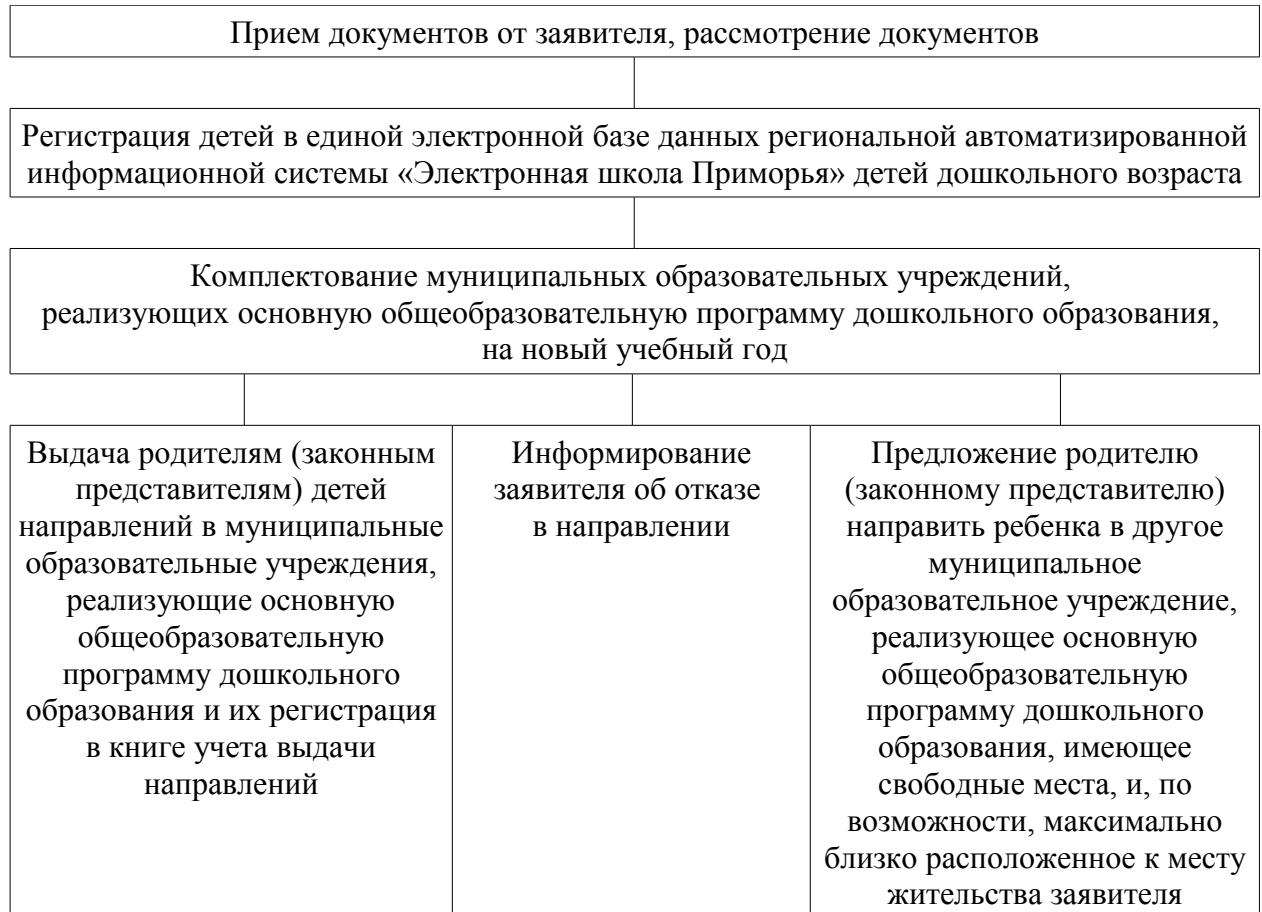 Прием документов от заявителя, рассмотрение документов
Регистрация детей в единой электронной базе данных региональной автоматизированной
информационной системы «Электронная школа Приморья» детей дошкольного возраста
Комплектование муниципальных образовательных учреждений,
реализующих основную общеобразовательную программу дошкольного образования,
на новый учебный год
Выдача родителям (законным
представителям) детей
направлений в муниципальные
образовательные учреждения,
реализующие основную
общеобразовательную
программу дошкольного
образования и их регистрация
в книге учета выдачи
направлений
Информирование
заявителя об отказе
в направлении
Предложение родителю
(законному представителю)
направить ребенка в другое
муниципальное
образовательное учреждение,
реализующее основную
общеобразовательную
программу дошкольного
образования, имеющее
свободные места, и, по
возможности, максимально
близко расположенное к месту
жительства заявителя